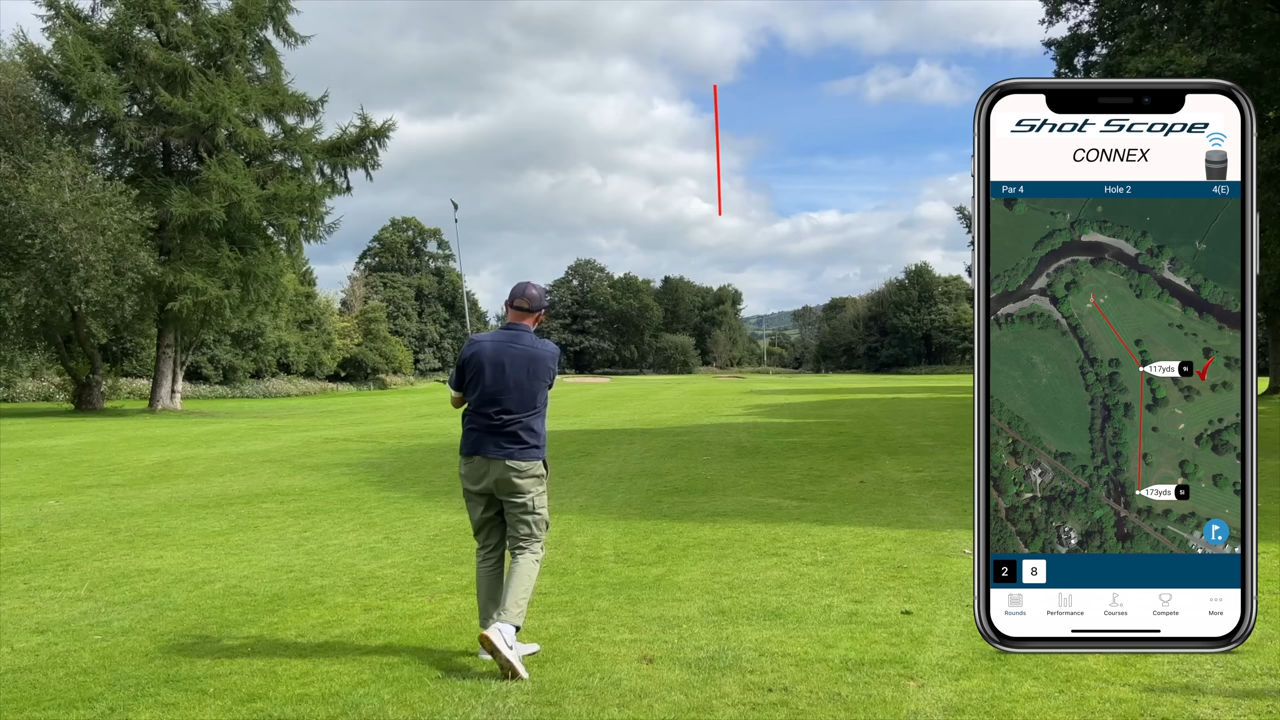 Shot Scope
CONNEX
Par 4 Hole 2 4(E)
117yds 9i
173yds 5i
2 8
Rounds Performance Courses Compete More